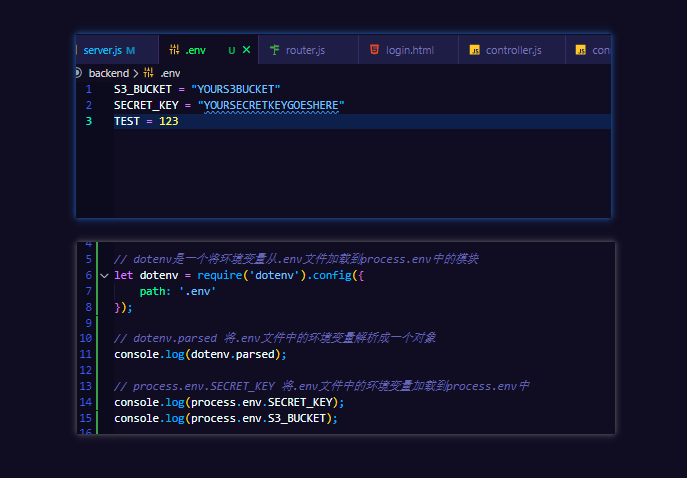 server.js M .env U router.js login.html controller.js con
backend > .env
1 S3_BUCKET = "YOURS3BUCKET"
2 SECRET_KEY = "YOURSECRETKEYGOESHERE"
3 TEST = 123
4
5 // dotenv是一个将环境变量从.env文件加载到process.env中的模块
6 let dotenv = require('dotenv').config({
7 path: '.env'
8 });
9
10 // dotenv.parsed 将.env文件中的环境变量解析成一个对象
11 console.log(dotenv.parsed);
12
13 // process.env.SECRET_KEY 将.env文件中的环境变量加载到process.env中
14 console.log(process.env.SECRET_KEY);
15 console.log(process.env.S3_BUCKET);
16